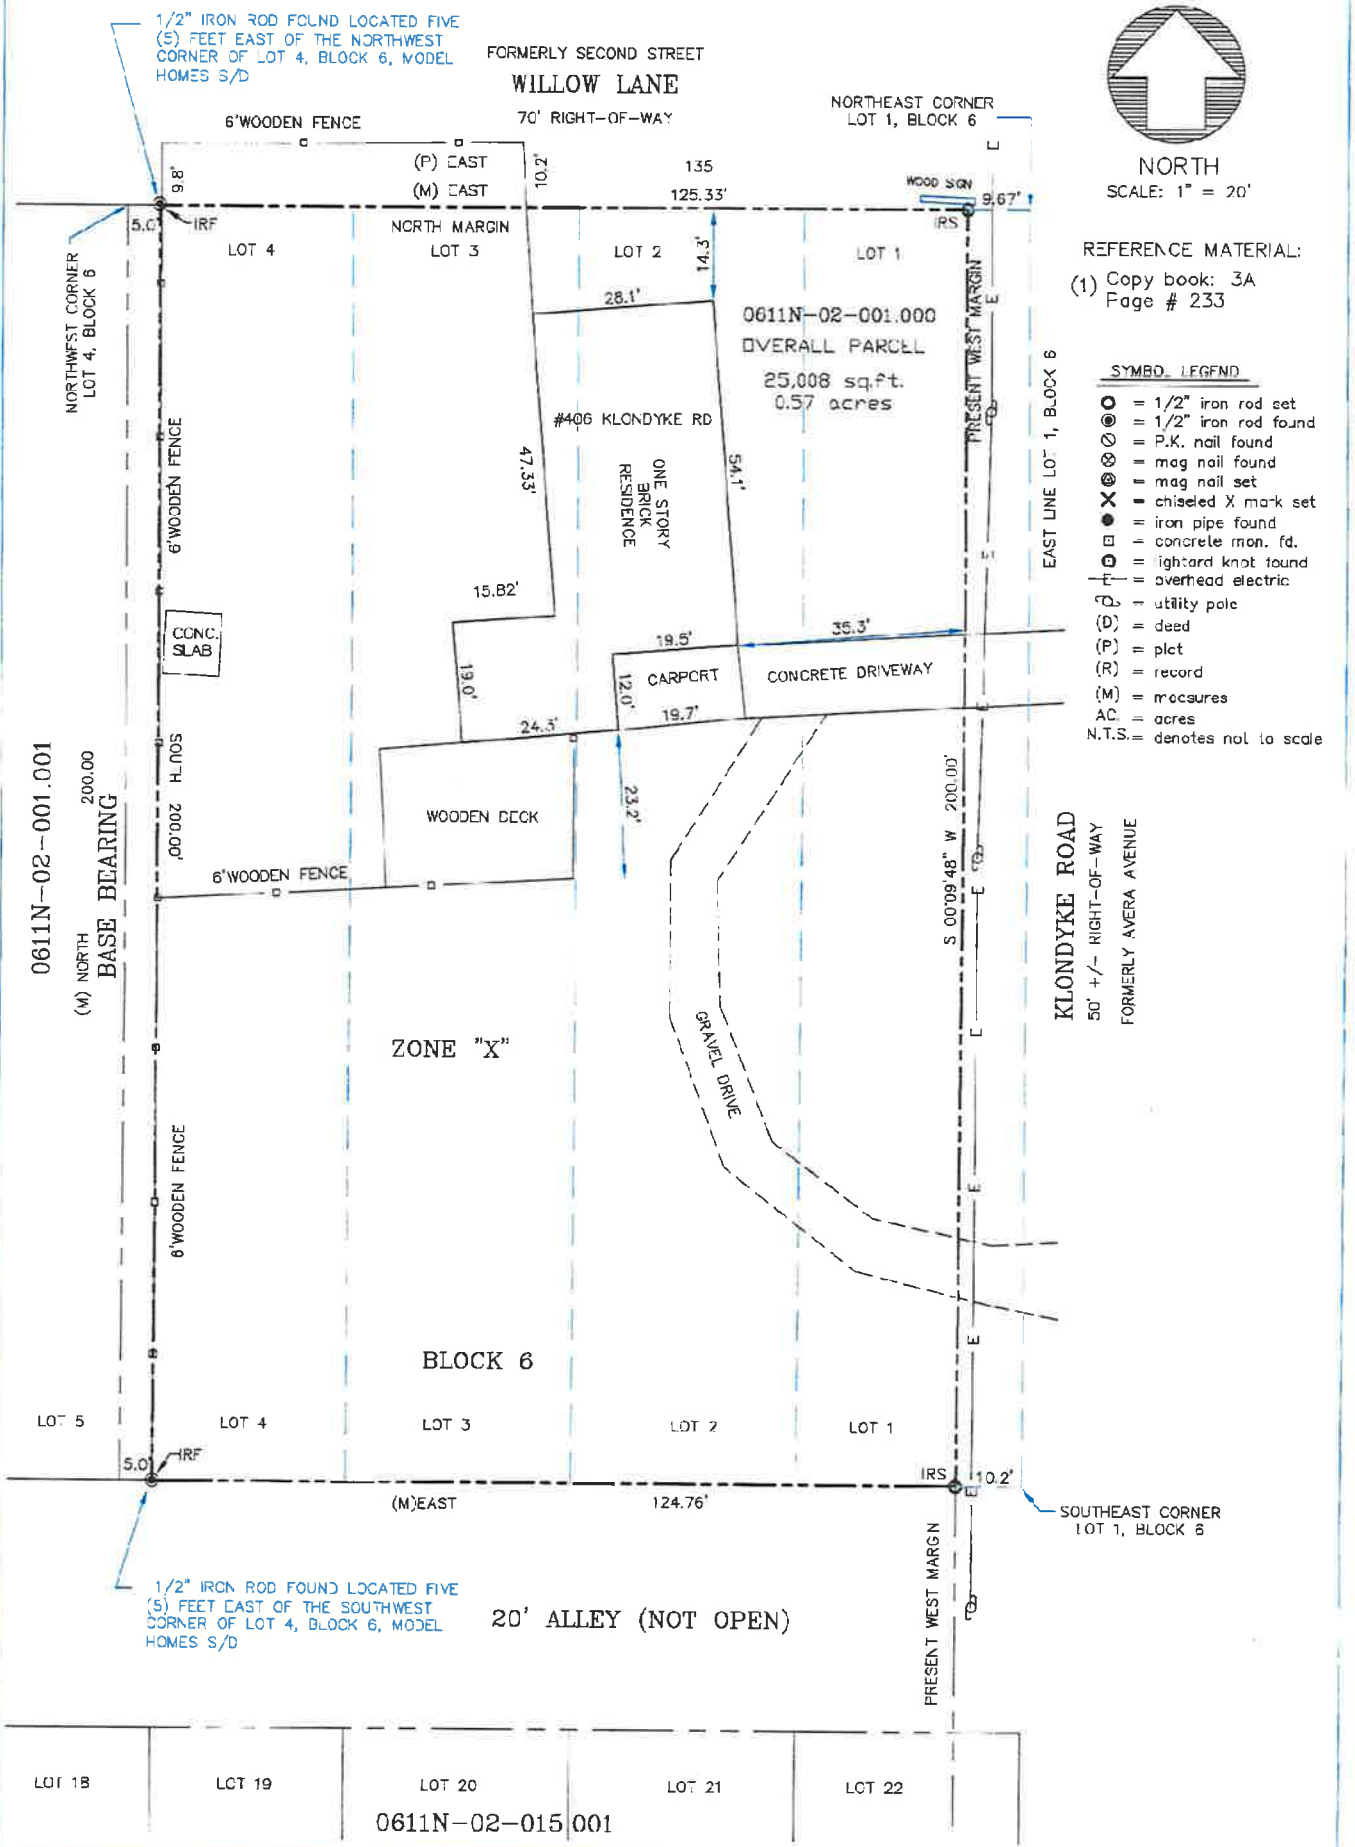 1/2" IRON ROD FOUND LOCATED FIVE
(5) FEET EAST OF THE NORTHWEST
CORNER OF LOT 4, BLOCK 6, MODEL
HOMES S/D
FORMERLY SECOND STREET
WILLOW LANE
70' RIGHT-OF-WAY
NORTHEAST CORNER
LOT 1, BLOCK 6
NORTH
SCALE: 1" = 20'
6'WOODEN FENCE
(P) EAST
135
(M) EAST
125.33'
9.8'
10.2'
WOOD SIGN
9.67'
5.0'
IRF
IRS
NORTH MARGIN
LOT 4
LOT 3
LOT 2
LOT 1
14.3'
28.1'
NORTHWEST CORNER
LOT 4, BLOCK 6
0611N-02-001.000
OVERALL PARCEL
25,008 sq.ft.
0.57 acres
PRESENT WEST MARGIN
EAST LINE LOT 1, BLOCK 6
REFERENCE MATERIAL:
(1) Copy book: 3A
Page # 233
SYMBOL LEGEND
= 1/2" iron rod set
= 1/2" iron rod found
= P.K. nail found
= mag nail found
= mag nail set
= chiseled X mark set
= iron pipe found
= concrete mon. fd.
= lightard knot found
E = overhead electric
= utility pole
(D) = deed
(P) = plat
(R) = record
(M) = measures
AC. = acres
N.T.S.= denotes not to scale
#406 KLONDYKE RD
ONE STORY
BRICK
RESIDENCE
47.33'
54.1'
6'WOODEN FENCE
15.82'
CONC.
SLAB
19.0'
19.5'
35.3'
CARPORT
12.0'
CONCRETE DRIVEWAY
19.7'
24.3'
23.2'
WOODEN DECK
6'WOODEN FENCE
SOUTH 200.00'
0611N-02-001.001
(M) NORTH 200.00
BASE BEARING
S 00°09'48" W 200.00'
KLONDYKE ROAD
50' +/- RIGHT-OF-WAY
FORMERLY AVERA AVENUE
ZONE "X"
GRAVEL DRIVE
6'WOODEN FENCE
BLOCK 6
LOT 5
LOT 4
LOT 3
LOT 2
LOT 1
5.0'
IRF
IRS
10.2'
(M)EAST
124.76'
SOUTHEAST CORNER
LOT 1, BLOCK 6
PRESENT WEST MARGIN
1/2" IRON ROD FOUND LOCATED FIVE
(5) FEET EAST OF THE SOUTHWEST
CORNER OF LOT 4, BLOCK 6, MODEL
HOMES S/D
20' ALLEY (NOT OPEN)
LOT 18
LOT 19
LOT 20
LOT 21
LOT 22
0611N-02-015.001